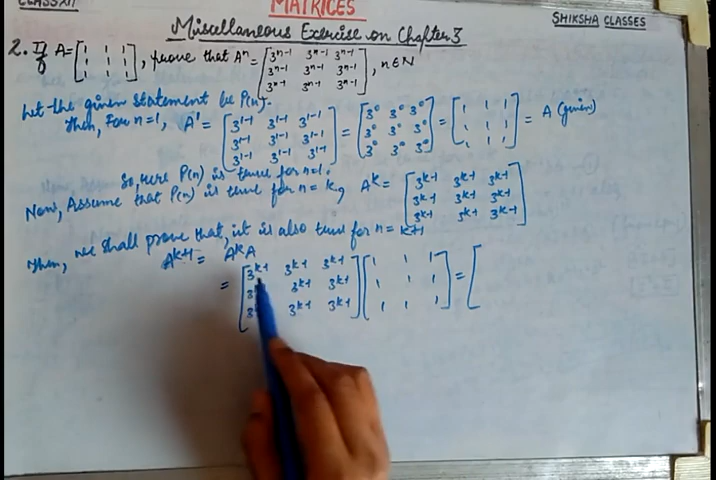 CLASS XII
MATRICES
SHIKSHA CLASSES
Miscellaneous Exercise on Chapter 3
2. If A = [1 1 1; 1 1 1; 1 1 1], prove that Aⁿ = [3ⁿ⁻¹ 3ⁿ⁻¹ 3ⁿ⁻¹; 3ⁿ⁻¹ 3ⁿ⁻¹ 3ⁿ⁻¹; 3ⁿ⁻¹ 3ⁿ⁻¹ 3ⁿ⁻¹], n∈N
Let the given statement be P(n).
Then, For n=1, A¹ = [3¹⁻¹ 3¹⁻¹ 3¹⁻¹; 3¹⁻¹ 3¹⁻¹ 3¹⁻¹; 3¹⁻¹ 3¹⁻¹ 3¹⁻¹] = [3⁰ 3⁰ 3⁰; 3⁰ 3⁰ 3⁰; 3⁰ 3⁰ 3⁰] = [1 1 1; 1 1 1; 1 1 1] = A (given)
So, here P(n) is true for n=1.
Now, Assume that P(n) is true for n = k, Aᵏ = [3ᵏ⁻¹ 3ᵏ⁻¹ 3ᵏ⁻¹; 3ᵏ⁻¹ 3ᵏ⁻¹ 3ᵏ⁻¹; 3ᵏ⁻¹ 3ᵏ⁻¹ 3ᵏ⁻¹]
Then, we shall prove that, it is also true for n = k+1
Aᵏ⁺¹ = AᵏA
= [3ᵏ⁻¹ 3ᵏ⁻¹ 3ᵏ⁻¹; 3ᵏ⁻¹ 3ᵏ⁻¹; 3ᵏ⁻¹ 3ᵏ⁻¹] [1 1 1; 1 1 1; 1 1 1] = [